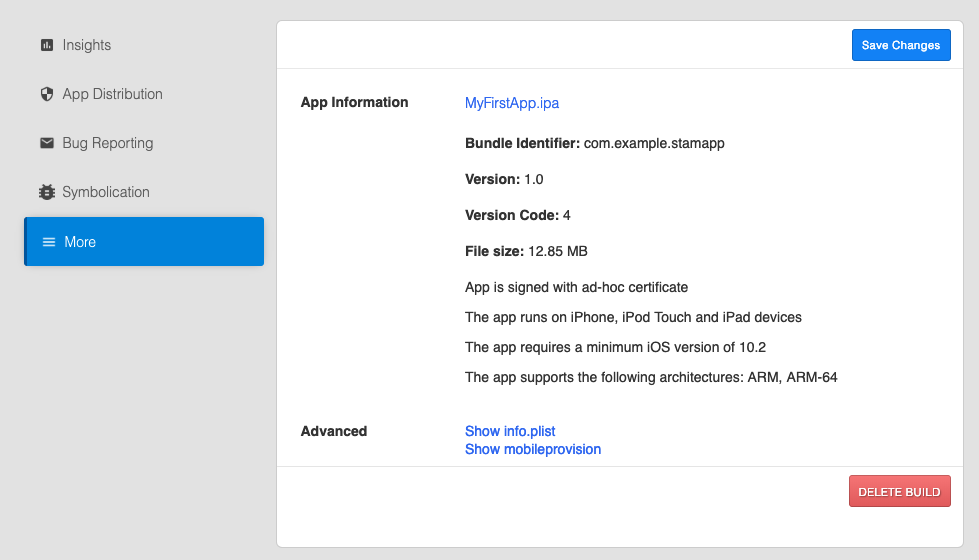 Insights
App Distribution
Bug Reporting
Symbolication
More
Save Changes
App Information
MyFirstApp.ipa
Bundle Identifier: com.example.stamapp
Version: 1.0
Version Code: 4
File size: 12.85 MB
App is signed with ad-hoc certificate
The app runs on iPhone, iPod Touch and iPad devices
The app requires a minimum iOS version of 10.2
The app supports the following architectures: ARM, ARM-64
Advanced
Show info.plist
Show mobileprovision
DELETE BUILD